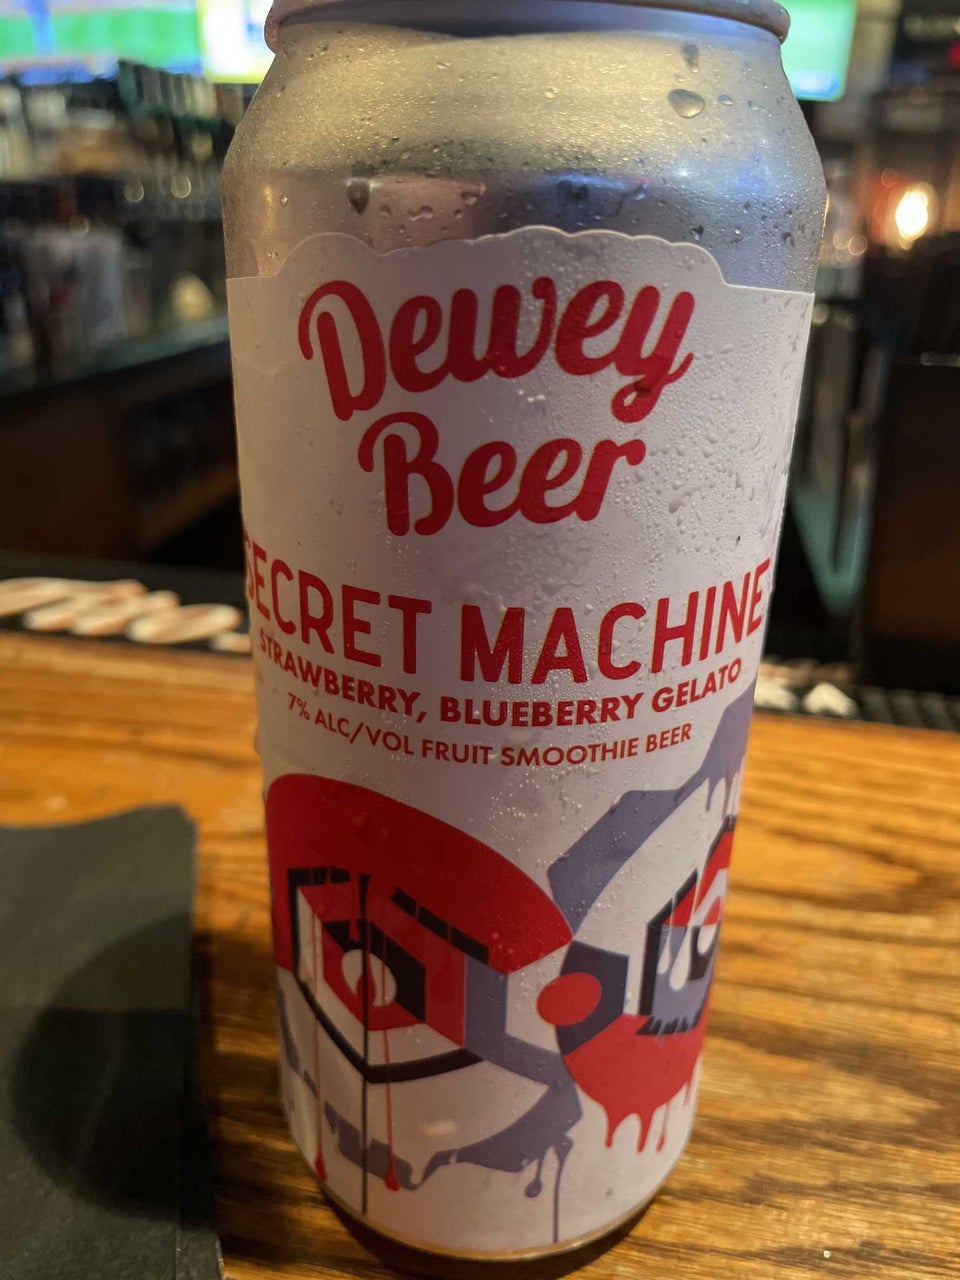 Dewey
Beer
SECRET MACHINE
STRAWBERRY, BLUEBERRY GELATO
7% ALC/VOL FRUIT SMOOTHIE BEER